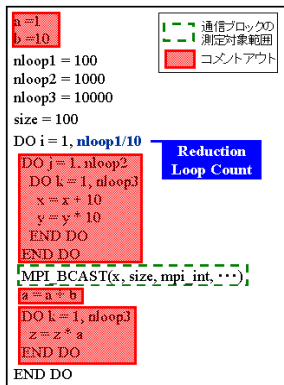 a =1
b =10
通信ブロックの
測定対象範囲
コメントアウト
nloop1 = 100
nloop2 = 1000
nloop3 = 10000
size = 100
DO i = 1, nloop1/10
Reduction
Loop Count
DO j = 1, nloop2
DO k = 1, nloop3
x = x + 10
y = y * 10
END DO
END DO
MPI_BCAST(x, size, mpi_int, ･･･)
a = a + b
DO k = 1, nloop3
z = z * a
END DO
END DO